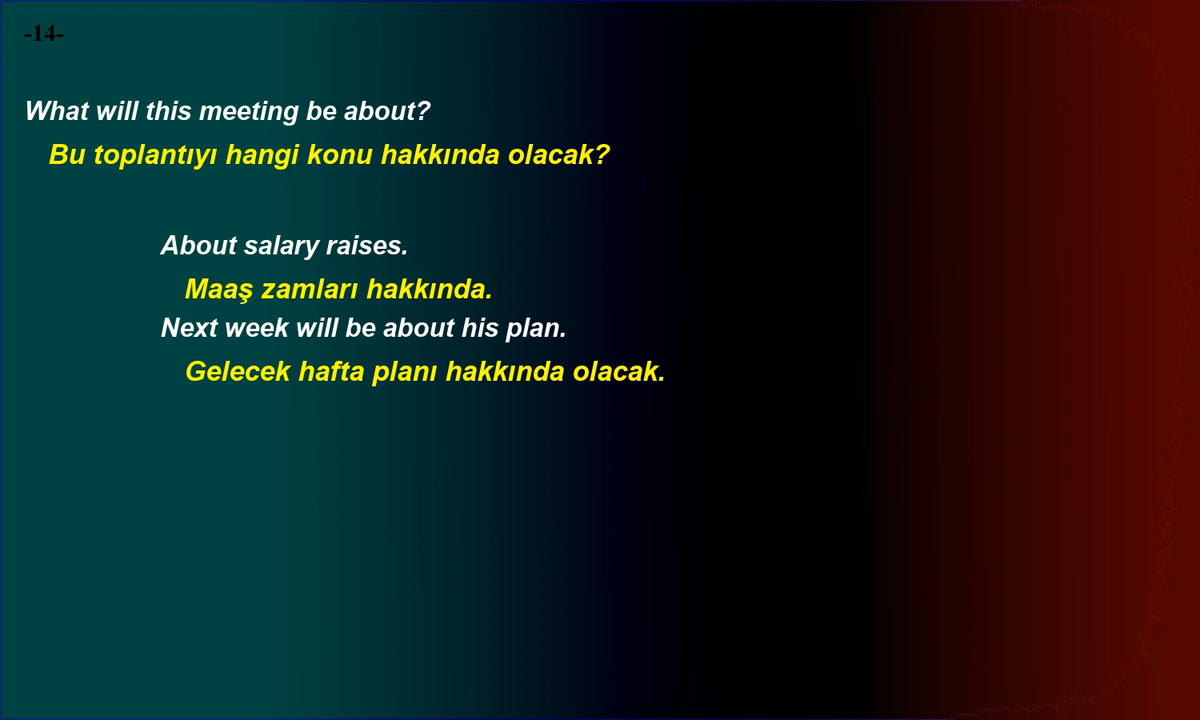 -14-
What will this meeting be about?
Bu toplantıyı hangi konu hakkında olacak?
About salary raises.
Maaş zamları hakkında.
Next week will be about his plan.
Gelecek hafta planı hakkında olacak.